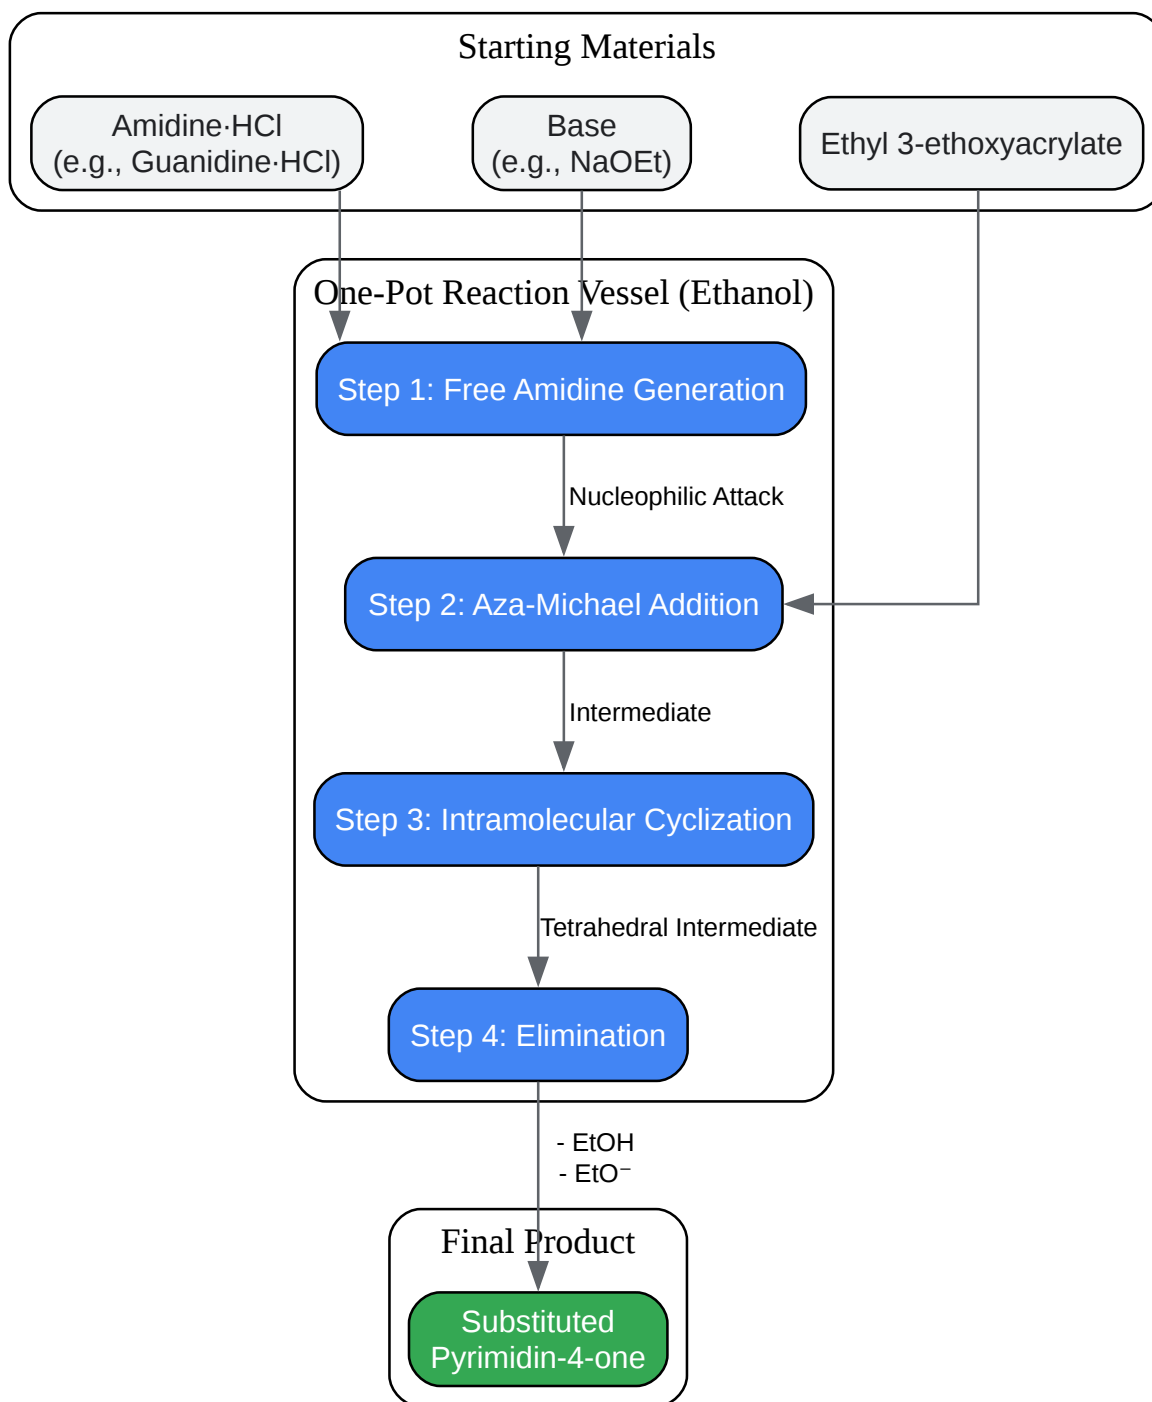 Starting Materials
Amidine·HCl
(e.g., Guanidine·HCl)
Base
(e.g., NaOEt)
Ethyl 3-ethoxyacrylate
One-Pot Reaction Vessel (Ethanol)
Step 1: Free Amidine Generation
Nucleophilic Attack
Step 2: Aza-Michael Addition
Intermediate
Step 3: Intramolecular Cyclization
Tetrahedral Intermediate
Step 4: Elimination
- EtOH
- EtO⁻
Final Product
Substituted
Pyrimidin-4-one